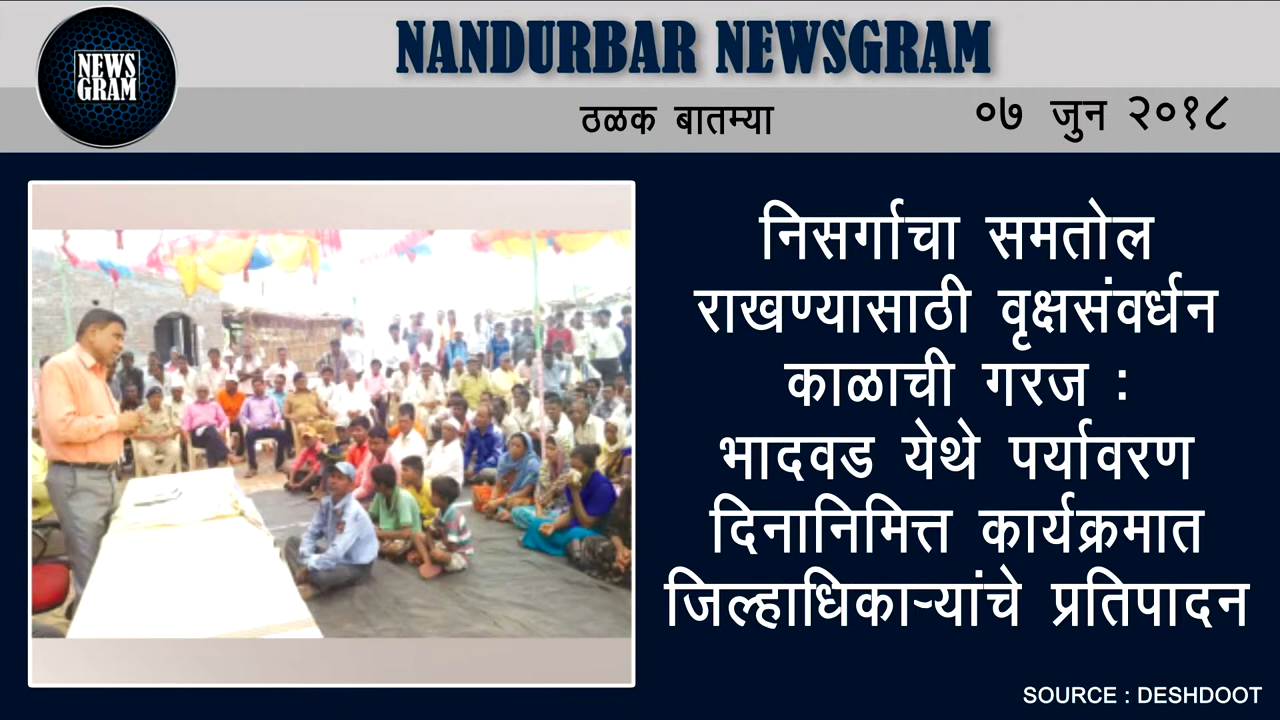 NEWS
GRAM
NANDURBAR NEWSGRAM
ठळक बातम्या
०७ जुन २०१८
निसर्गाचा समतोल
राखण्यासाठी वृक्षसंवर्धन
काळाची गरज :
भादवड येथे पर्यावरण
दिनानिमित्त कार्यक्रमात
जिल्हाधिकाऱ्यांचे प्रतिपादन
SOURCE : DESHDOOT